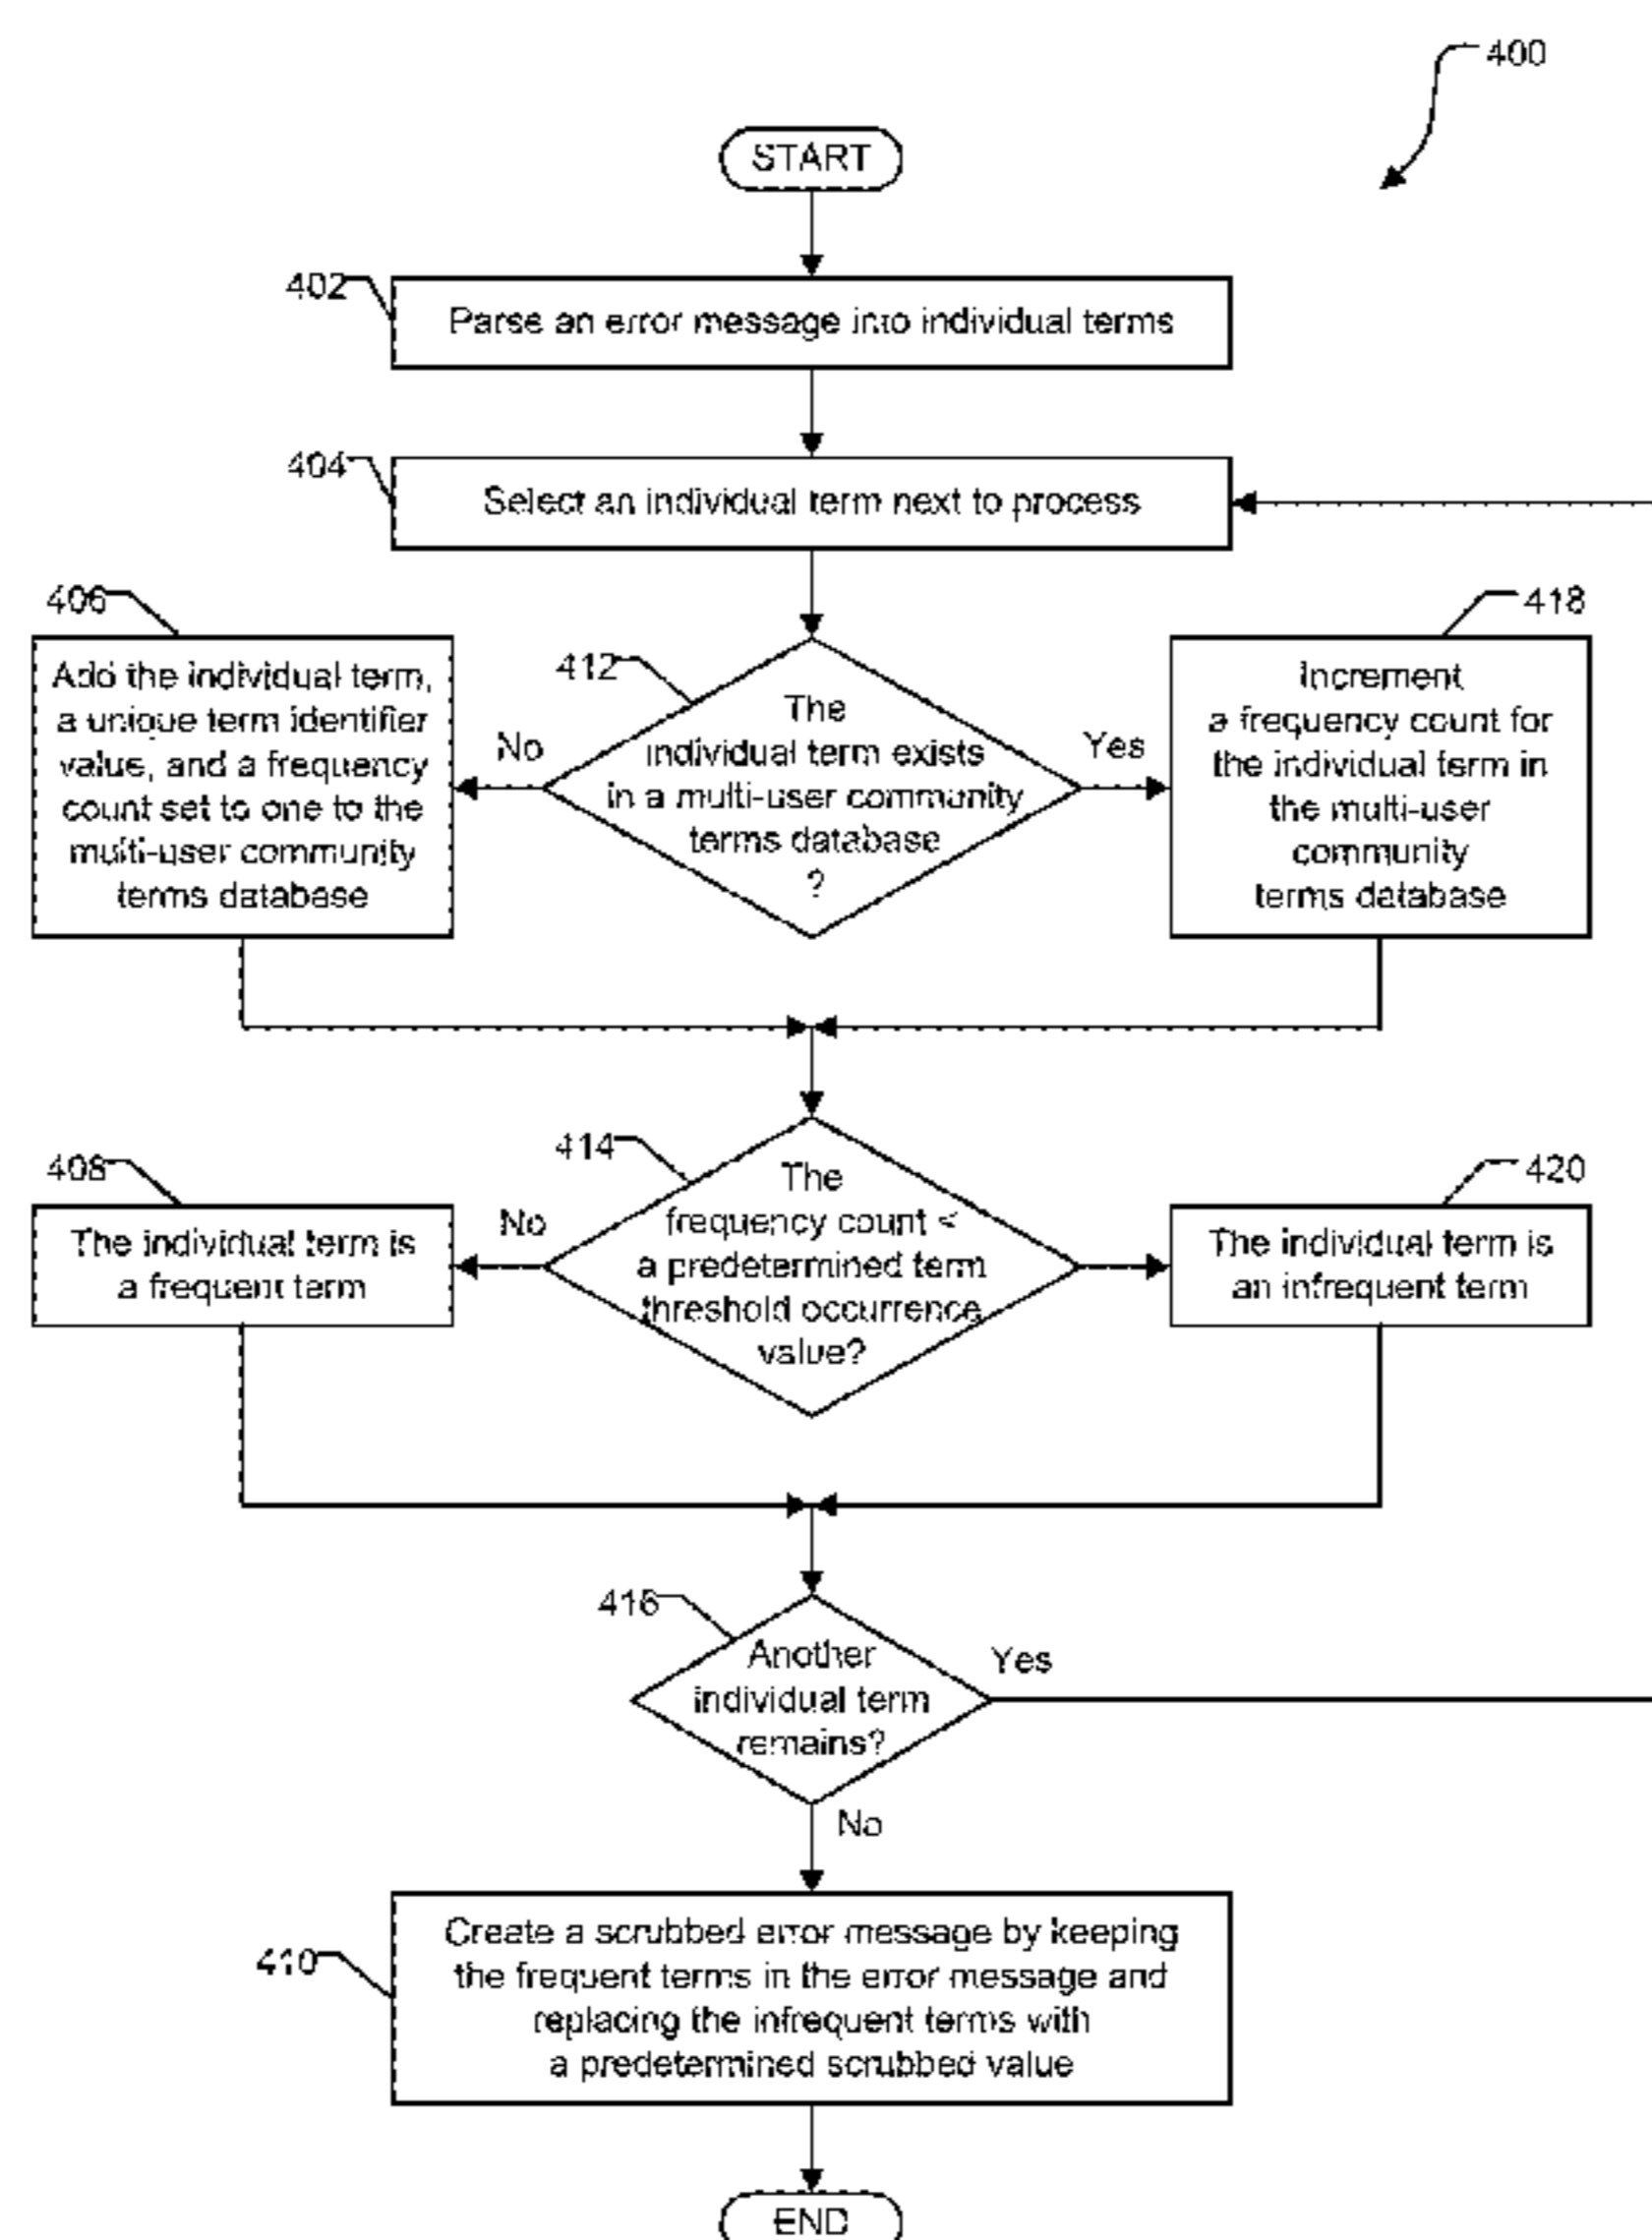 400
START
402
Parse an error message into individual terms
404
Select an individual term next to process
406
Add the individual term,
a unique term identifier
value, and a frequency
count set to one to the
multi-user community
terms database
No
412
The
individual term exists
in a multi-user community
terms database
?
Yes
418
Increment
a frequency count for
the individual term in
the multi-user
community
terms database
408
The individual term is
a frequent term
No
414
The
frequency count <
a predetermined term
threshold occurrence
value?
420
The individual term is
an infrequent term
416
Another
individual term
remains?
Yes
No
410
Create a scrubbed error message by keeping
the frequent terms in the error message and
replacing the infrequent terms with
a predetermined scrubbed value
END